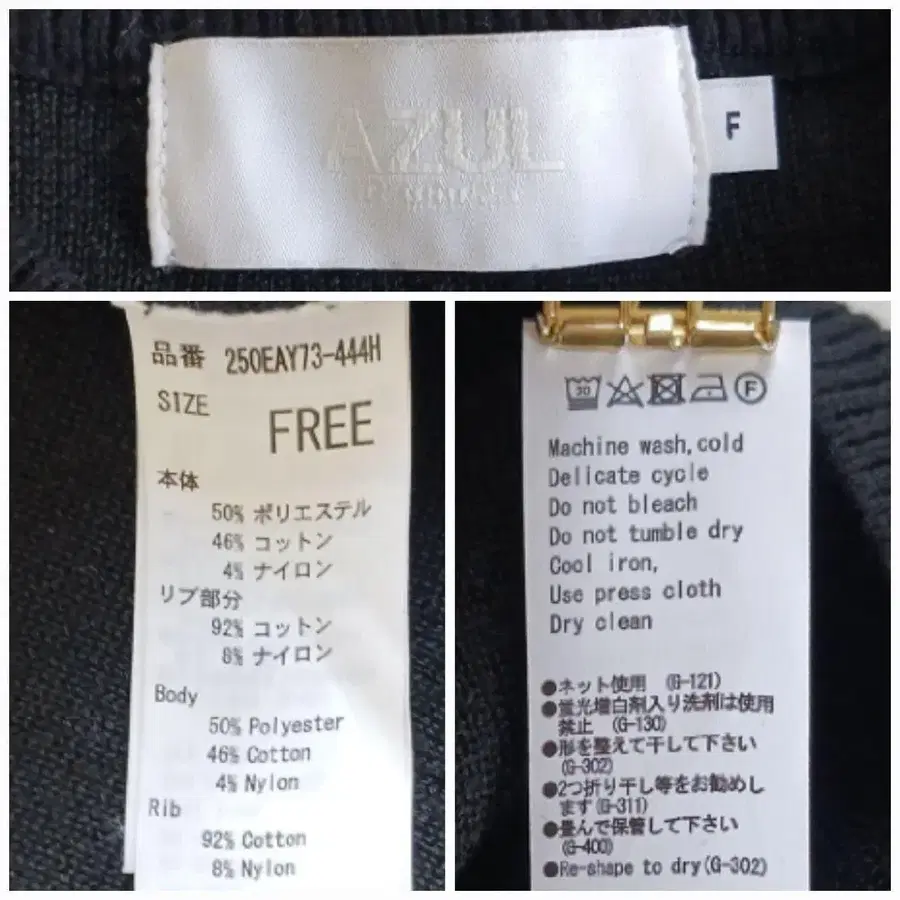 AZUL
F
品番 250EAY73-444H
SIZE
FREE
本体
50% ポリエステル
46% コットン
4% ナイロン
リブ部分
92% コットン
8% ナイロン
Body
50% Polyester
46% Cotton
4% Nylon
Rib
92% Cotton
8% Nylon
30
F
Machine wash,cold
Delicate cycle
Do not bleach
Do not tumble dry
Cool iron,
Use press cloth
Dry clean
●ネット使用 (G-121)
●蛍光増白剤入り洗剤は使用
禁止 (G-130)
●形を整えて干して下さい
(G-302)
●2つ折り干し等をお勧めし
ます(G-311)
●畳んで保管して下さい
(G-400)
●Re-shape to dry(G-302)